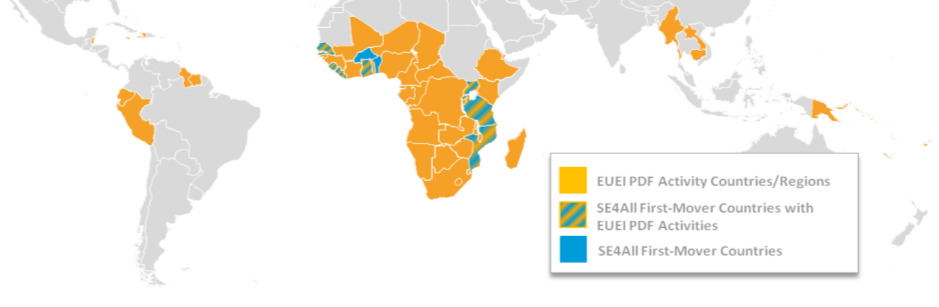 EUEI PDF Activity Countries/Regions
SE4All First-Mover Countries with
EUEI PDF Activities
SE4All First-Mover Countries